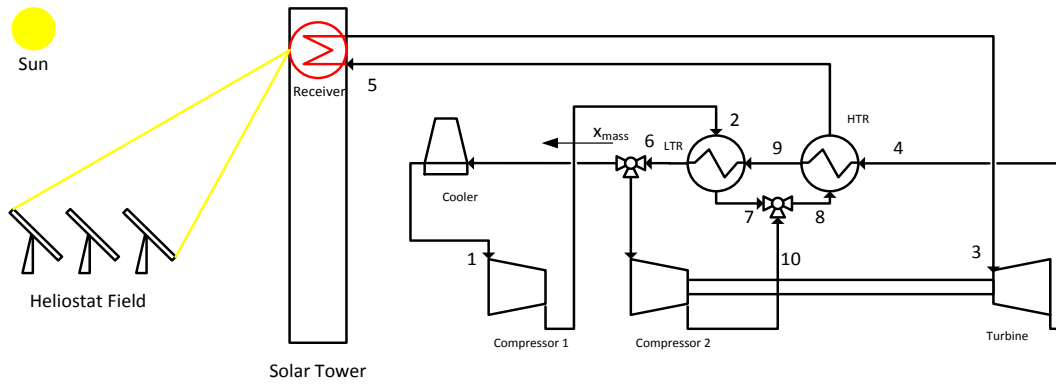 Sun
Receiver
5
Cooler
x_mass
6
LTR
2
9
HTR
4
7
8
1
10
3
Heliostat Field
Compressor 1
Compressor 2
Turbine
Solar Tower